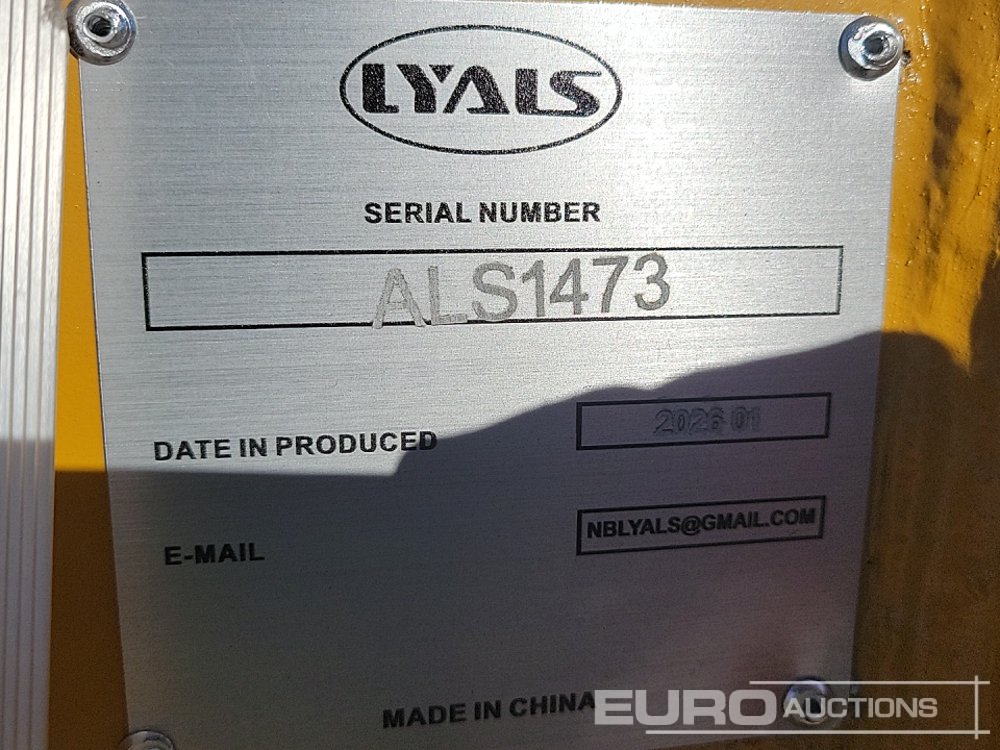 LYALS
SERIAL NUMBER
ALS1473
DATE IN PRODUCED
2026 01
E-MAIL
NBLYALS@GMAIL.COM
MADE IN CHINA
EURO AUCTIONS